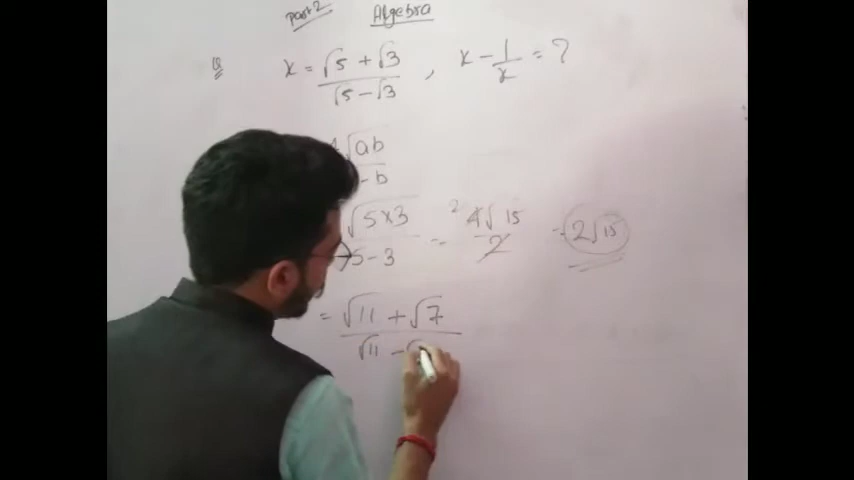 Part 2 Algebra
Q x = √5 + √3 / √5 - √3 , x - 1/x = ?
√ab / - b
√5×3 / 5 - 3 = 2 4√15 / 2 = 2√15
= √11 + √7 / √11 - √